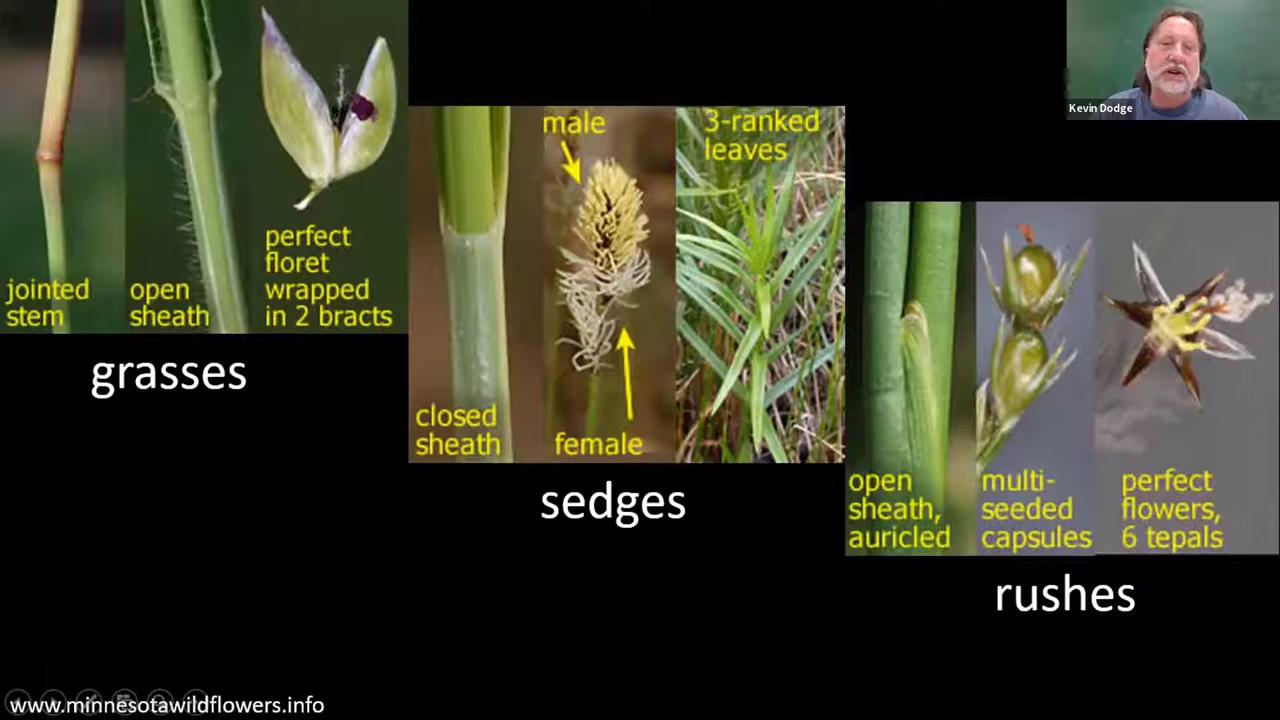 Kevin Dodge
jointed
stem
open
sheath
perfect
floret
wrapped
in 2 bracts
grasses
male
3-ranked
leaves
closed
sheath
female
sedges
open
sheath,
auricled
multi-
seeded
capsules
perfect
flowers,
6 tepals
rushes
www.minnesotawildflowers.info